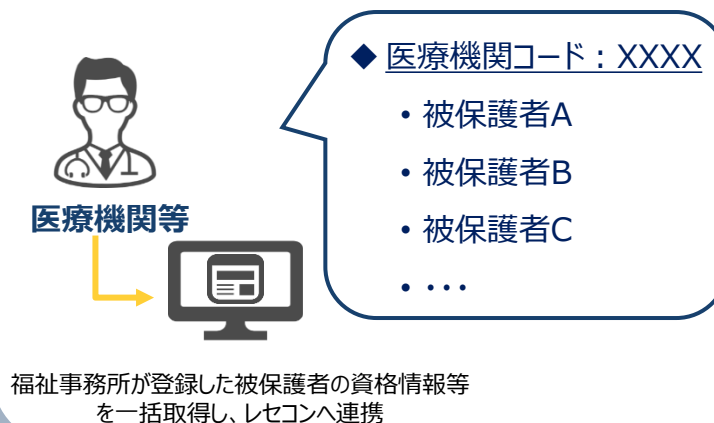 ◆ 医療機関コード：XXXX
・被保護者A
・被保護者B
・被保護者C
・・・・
医療機関等
福祉事務所が登録した被保護者の資格情報等
を一括取得し、レセコンへ連携